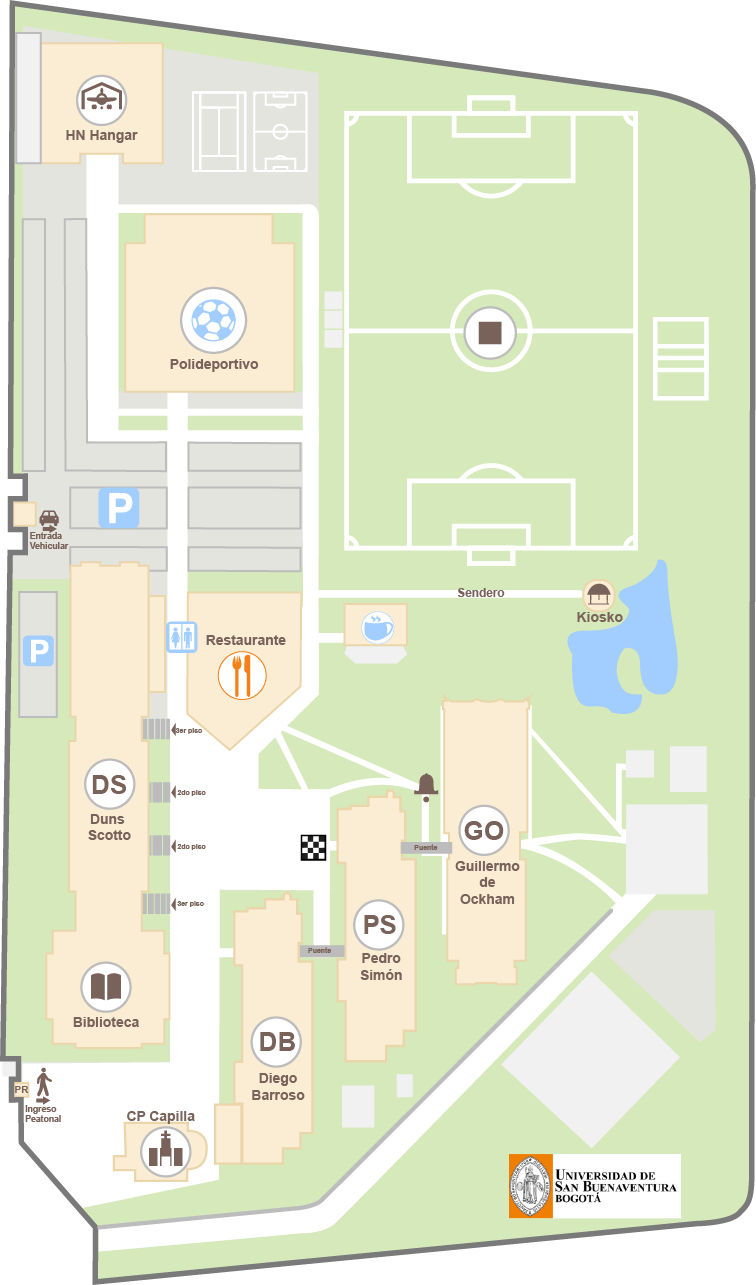 HN Hangar
Polideportivo
P
Entrada
Vehicular
Sendero
Kiosko
Restaurante
P
3er piso
DS
Duns
Scotto
2do piso
GO
Guillermo
de
Ockham
2do piso
Puente
3er piso
PS
Pedro
Simón
Puente
Biblioteca
DB
Diego
Barroso
PR
Ingreso
Peatonal
CP Capilla
UNIVERSIDAD DE
SAN BUENAVENTURA
BOGOTÁ